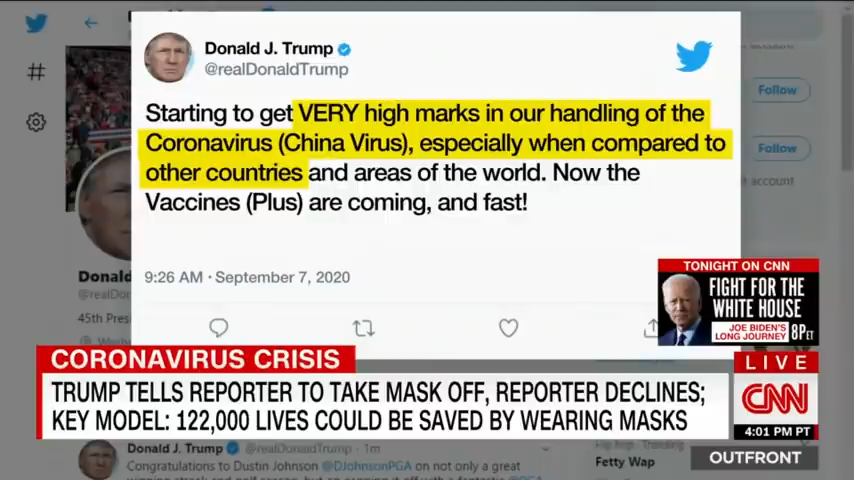 Donald J. Trump
@realDonaldTrump
Starting to get VERY high marks in our handling of the
Coronavirus (China Virus), especially when compared to
other countries and areas of the world. Now the
Vaccines (Plus) are coming, and fast!
9:26 AM · September 7, 2020
Follow
Follow
account
Donald
@realDo
45th Pres
TONIGHT ON CNN
FIGHT FOR THE
WHITE HOUSE
JOE BIDEN'S
LONG JOURNEY
8PET
CORONAVIRUS CRISIS
TRUMP TELLS REPORTER TO TAKE MASK OFF, REPORTER DECLINES;
KEY MODEL: 122,000 LIVES COULD BE SAVED BY WEARING MASKS
LIVE
CNN
4:01 PM PT
OUTFRONT
Donald J. Trump @realDonaldTrump · 1m
Congratulations to Dustin Johnson @DJohnsonPGA on not only a great
Trending
Fetty Wap